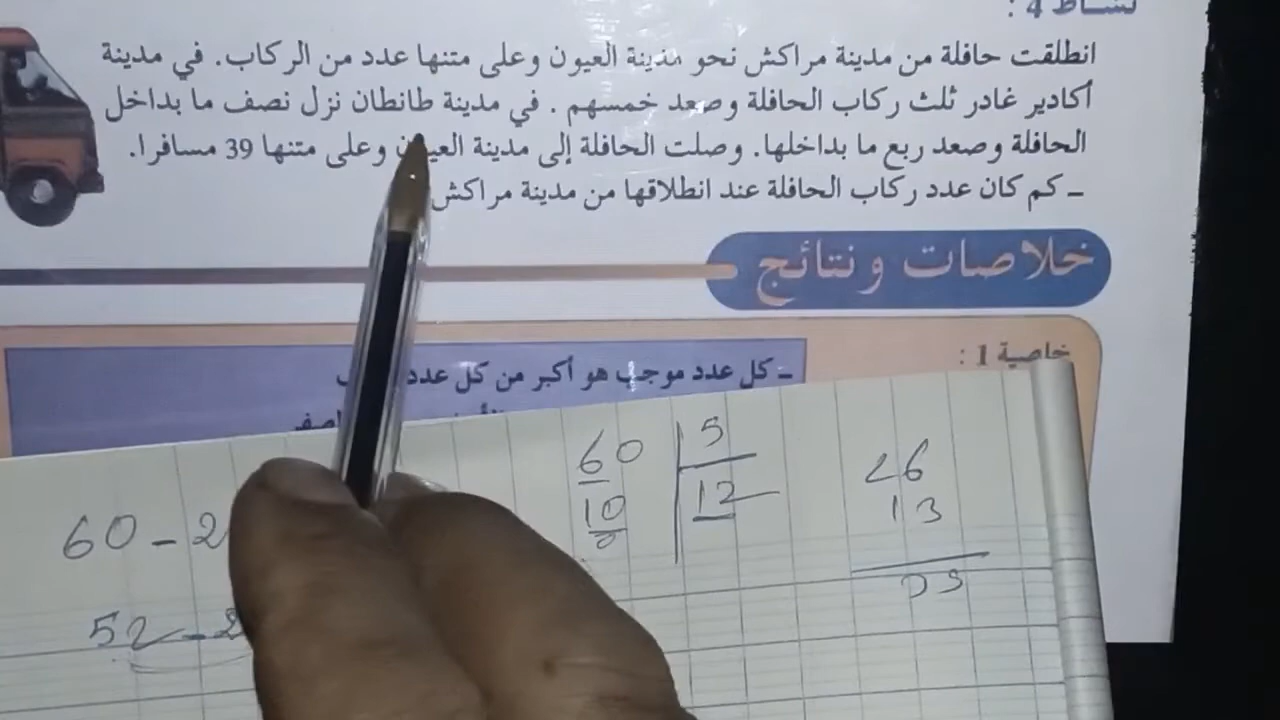 نشاط 4 :
انطلقت حافلة من مدينة مراكش نحو مدينة العيون وعلى متنها عدد من الركاب. في مدينة
أكادير غادر ثلث ركاب الحافلة وصعد خمسهم . في مدينة طانطان نزل نصف ما بداخل
الحافلة وصعد ربع ما بداخلها. وصلت الحافلة إلى مدينة العيون وعلى متنها 39 مسافرا.
ـ كم كان عدد ركاب الحافلة عند انطلاقها من مدينة مراكش
خلاصات ونتائج
خاصية 1 :
ـ كل عدد موجب هو أكبر من كل عدد
60 5
10 12
0
26
13
60 - 2
52 - 2